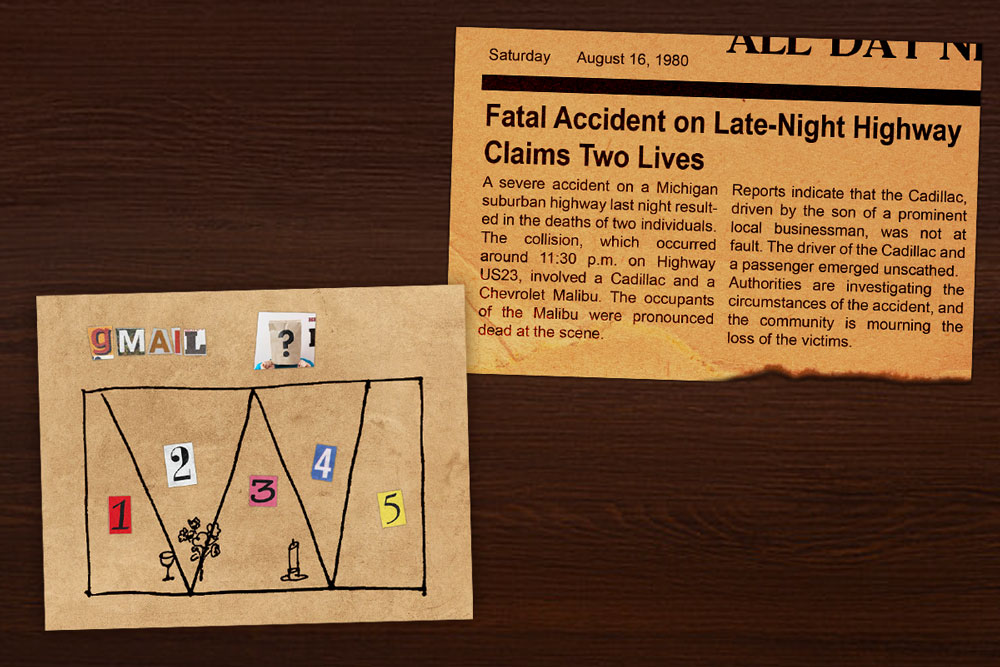 ALL DAY
Saturday August 16, 1980
Fatal Accident on Late-Night Highway
Claims Two Lives
A severe accident on a Michigan
suburban highway last night result-
ed in the deaths of two individuals.
The collision, which occurred
around 11:30 p.m. on Highway
US23, involved a Cadillac and a
Chevrolet Malibu. The occupants
of the Malibu were pronounced
dead at the scene.
Reports indicate that the Cadillac,
driven by the son of a prominent
local businessman, was not at
fault. The driver of the Cadillac and
a passenger emerged unscathed.
Authorities are investigating the
circumstances of the accident, and
the community is mourning the
loss of the victims.
gMAIL
?
1
2
3
4
5